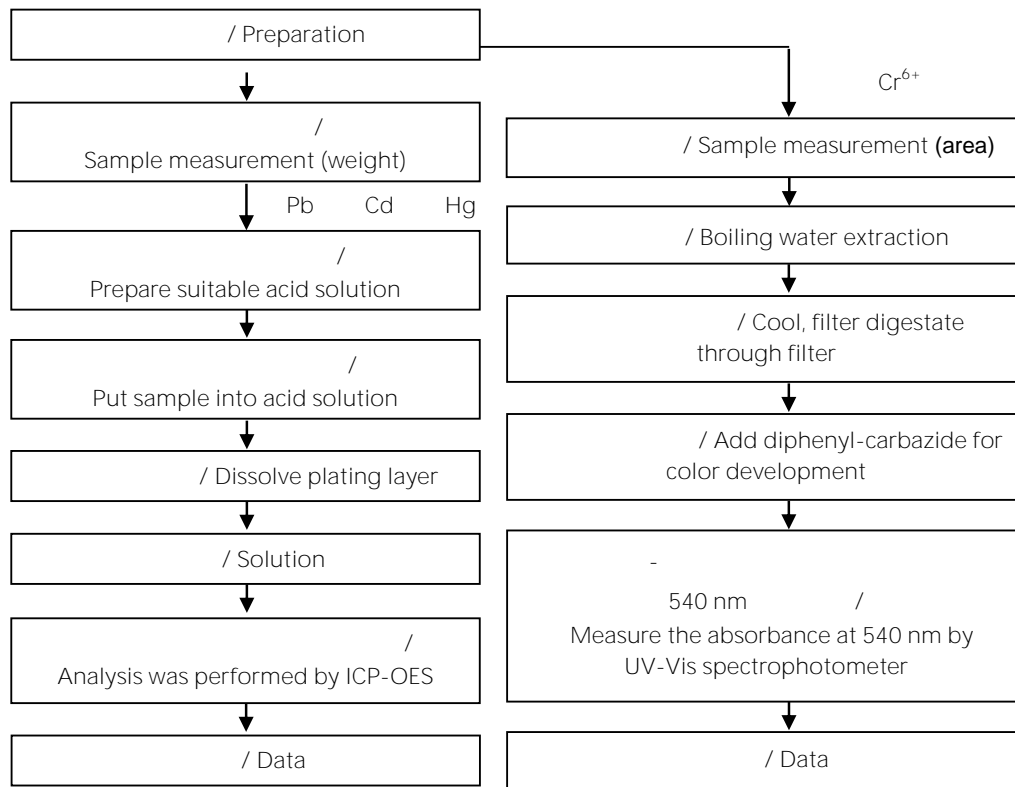 / Preparation
/
Sample measurement (weight)
Pb Cd Hg
/
Prepare suitable acid solution
/
Put sample into acid solution
/ Dissolve plating layer
/ Solution
/
Analysis was performed by ICP-OES
/ Data
Cr⁶⁺
/ Sample measurement (area)
/ Boiling water extraction
/ Cool, filter digestate
through filter
/ Add diphenyl-carbazide for
color development
-
540 nm /
Measure the absorbance at 540 nm by
UV-Vis spectrophotometer
/ Data